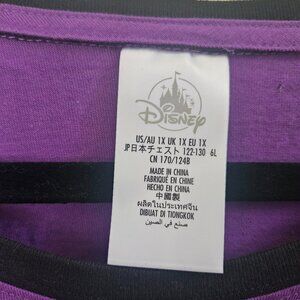 Disney
US/AU 1X UK 1X EU 1X
JP日本チェスト 122-130 6L
CN 170/124B
MADE IN CHINA
FABRIQUÉ EN CHINE
HECHO EN CHINA
中國製
ผลิตในประเทศจีน
DIBUAT DI TIONGKOK
صنع في الصين